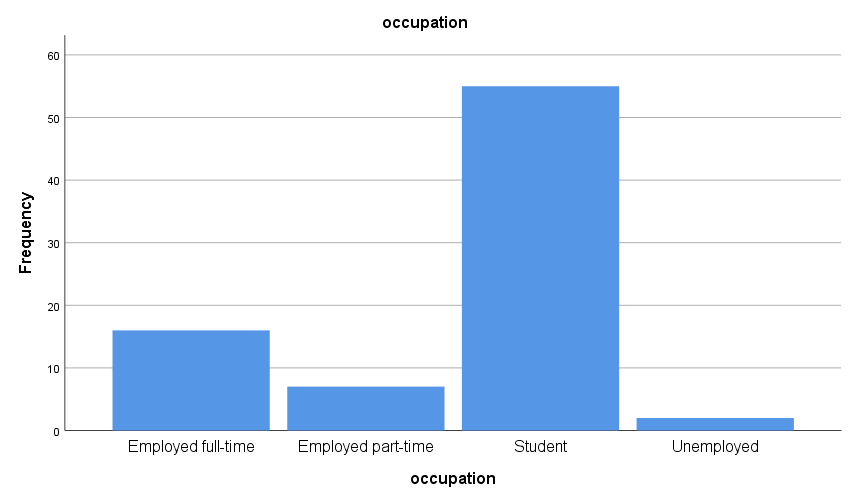 occupation
60
50
40
30
20
10
0
Frequency
Employed full-time
Employed part-time
Student
Unemployed
occupation